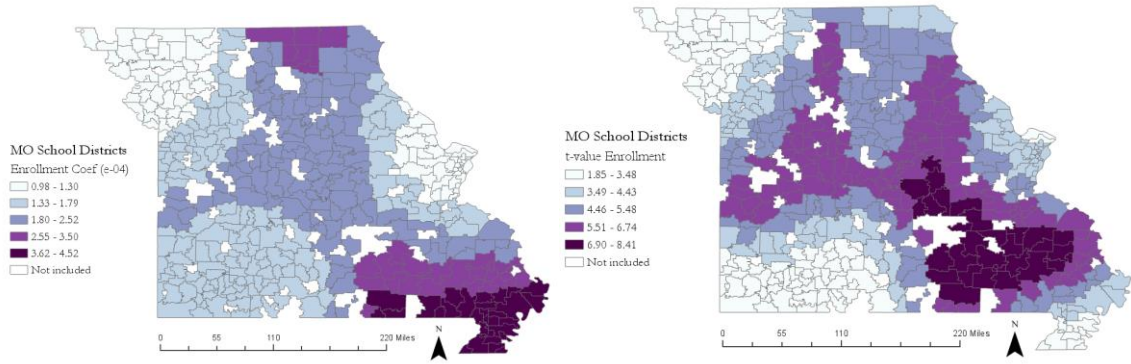 MO School Districts
Enrollment Coef (e-04)
0.98 - 1.30
1.33 - 1.79
1.80 - 2.52
2.55 - 3.50
3.62 - 4.52
Not included
0 55 110 220 Miles
N
MO School Districts
t-value Enrollment
1.85 - 3.48
3.49 - 4.43
4.46 - 5.48
5.51 - 6.74
6.90 - 8.41
Not included
0 55 110 220 Miles
N